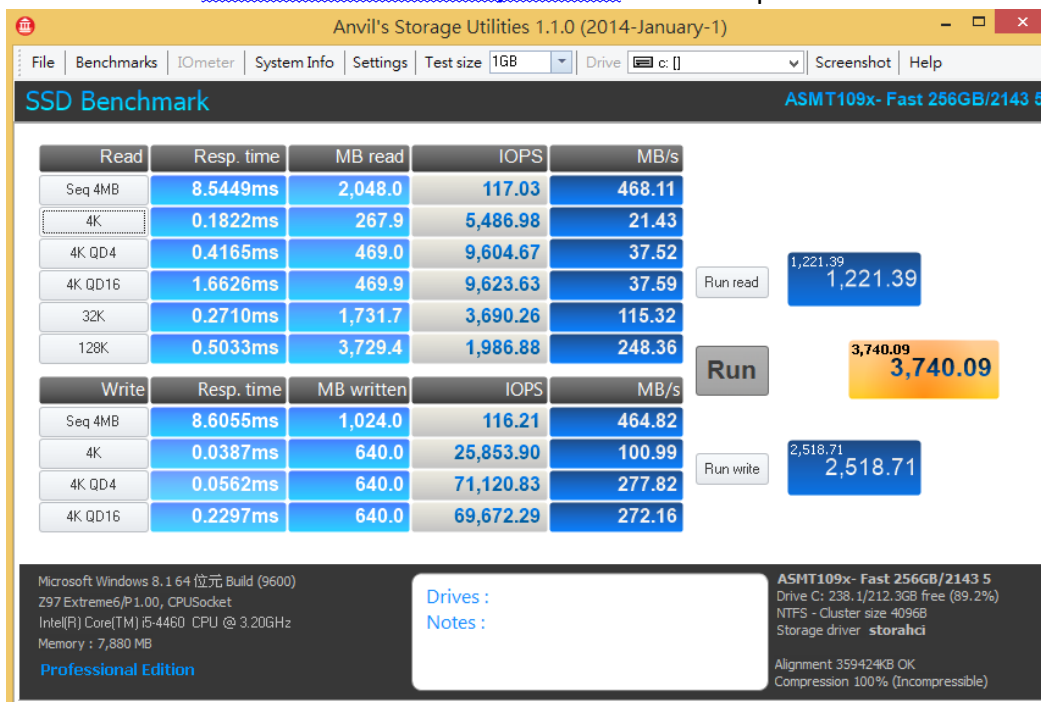 Anvil's Storage Utilities 1.1.0 (2014-January-1)
File Benchmarks IOmeter System Info Settings Test size 1GB Drive c: [] Screenshot Help
SSD Benchmark ASMT109x- Fast 256GB/2143 5
Read Resp. time MB read IOPS MB/s
Seq 4MB 8.5449ms 2,048.0 117.03 468.11
4K 0.1822ms 267.9 5,486.98 21.43
4K QD4 0.4165ms 469.0 9,604.67 37.52
4K QD16 1.6626ms 469.9 9,623.63 37.59
32K 0.2710ms 1,731.7 3,690.26 115.32
128K 0.5033ms 3,729.4 1,986.88 248.36
Run read
1,221.39
1,221.39
Run
3,740.09
3,740.09
Write Resp. time MB written IOPS MB/s
Seq 4MB 8.6055ms 1,024.0 116.21 464.82
4K 0.0387ms 640.0 25,853.90 100.99
4K QD4 0.0562ms 640.0 71,120.83 277.82
4K QD16 0.2297ms 640.0 69,672.29 272.16
Run write
2,518.71
2,518.71
Microsoft Windows 8.1 64 位元 Build (9600)
Z97 Extreme6/P1.00, CPUSocket
Intel(R) Core(TM) i5-4460 CPU @ 3.20GHz
Memory : 7,880 MB
Professional Edition
Drives :
Notes :
ASMT109x- Fast 256GB/2143 5
Drive C: 238.1/212.3GB free (89.2%)
NTFS - Cluster size 4096B
Storage driver storahci
Alignment 359424KB OK
Compression 100% (Incompressible)